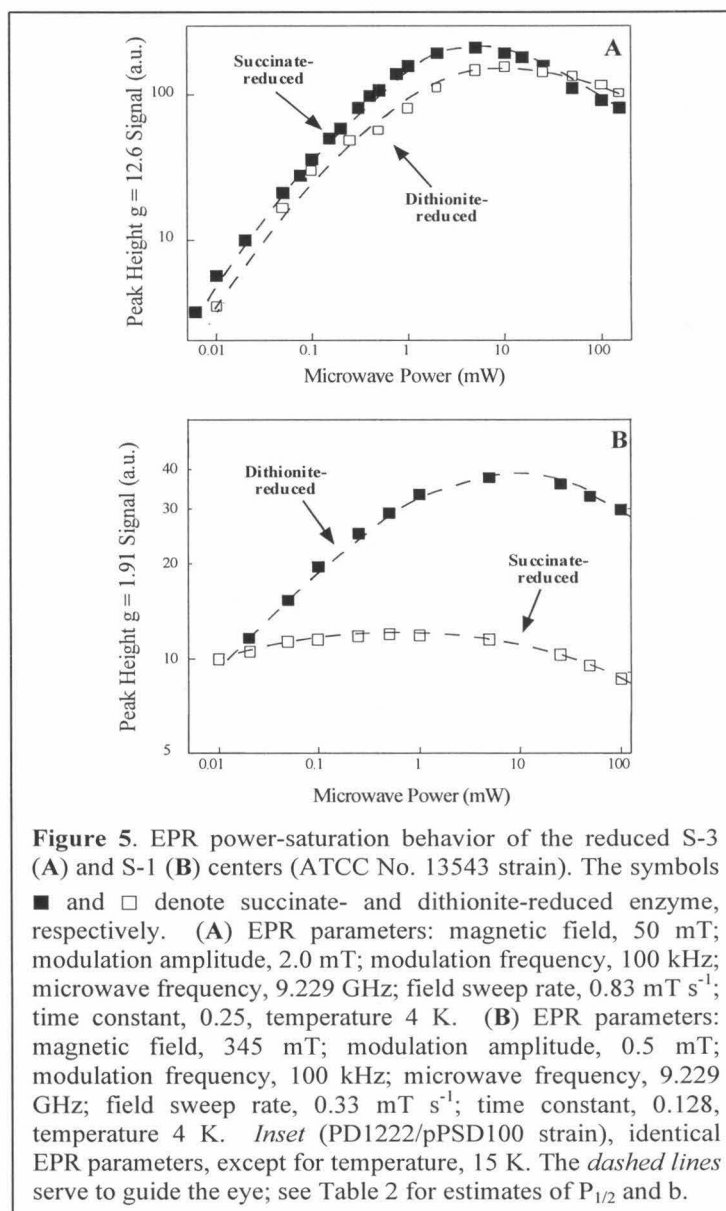 A
Succinate-
reduced
Dithionite-
reduced
Peak Height g = 12.6 Signal (a.u.)
100
10
0.01 0.1 1 10 100
Microwave Power (mW)
B
Dithionite-
reduced
Succinate-
reduced
Peak Height g = 1.91 Signal (a.u.)
40
30
20
10
5
0.01 0.1 1 10 100
Microwave Power (mW)
Figure 5. EPR power-saturation behavior of the reduced S-3
(A) and S-1 (B) centers (ATCC No. 13543 strain). The symbols
■ and □ denote succinate- and dithionite-reduced enzyme,
respectively. (A) EPR parameters: magnetic field, 50 mT;
modulation amplitude, 2.0 mT; modulation frequency, 100 kHz;
microwave frequency, 9.229 GHz; field sweep rate, 0.83 mT s⁻¹;
time constant, 0.25, temperature 4 K. (B) EPR parameters:
magnetic field, 345 mT; modulation amplitude, 0.5 mT;
modulation frequency, 100 kHz; microwave frequency, 9.229
GHz; field sweep rate, 0.33 mT s⁻¹; time constant, 0.128,
temperature 4 K. Inset (PD1222/pPSD100 strain), identical
EPR parameters, except for temperature, 15 K. The dashed lines
serve to guide the eye; see Table 2 for estimates of P₁/₂ and b.